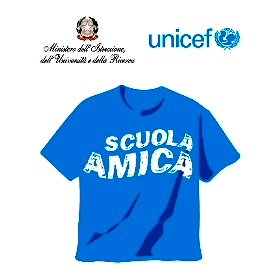 Ministero dell'Istruzione,
dell'Università e della Ricerca
unicef
SCUOLA
AMICA